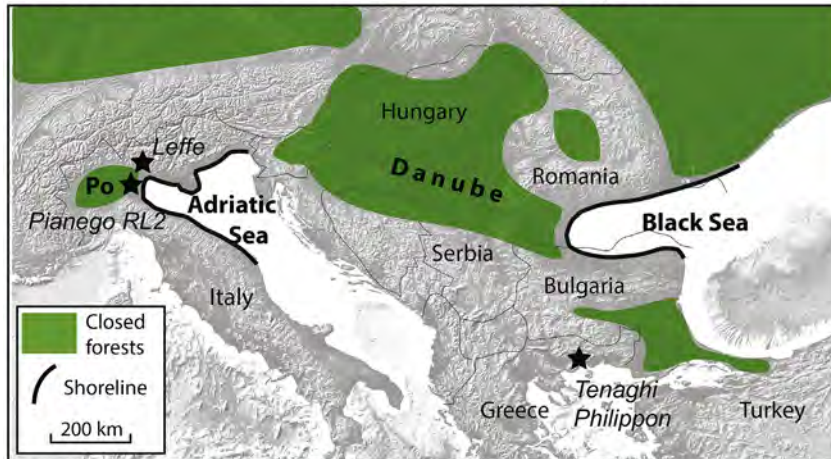 Hungary
Leffe
Danube
Romania
Po
Pianego RL2
Adriatic
Sea
Black Sea
Serbia
Italy
Bulgaria
Closed
forests
Shoreline
200 km
Greece
Tenaghi
Philippon
Turkey